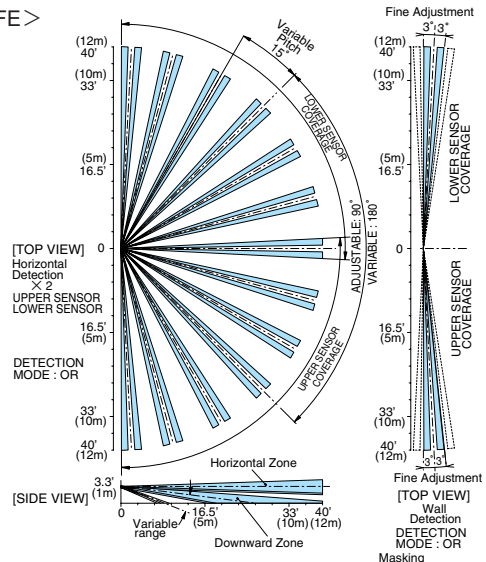 FE>
(12m)
40'
(10m)
33'
(5m)
16.5'
[TOP VIEW]
0
Horizontal
Detection
×2
UPPER SENSOR
LOWER SENSOR
16.5'
(5m)
DETECTION
MODE : OR
33'
(10m)
40'
(12m)
Variable
Pitch
15°
LOWER SENSOR
COVERAGE
ADJUSTABLE: 90°
VARIABLE : 180°
UPPER SENSOR
COVERAGE
3.3'
(1m)
[SIDE VIEW]
Horizontal Zone
0
16.5'
(5m)
33'
(10m)
40'
(12m)
Variable
range
Downward Zone
Fine Adjustment
3° 3°
(12m)
40'
(10m)
33'
(5m)
16.5'
0
16.5'
(5m)
33'
(10m)
40'
(12m)
LOWER SENSOR
COVERAGE
UPPER SENSOR
COVERAGE
3° 3°
Fine Adjustment
[TOP VIEW]
Wall
Detection
DETECTION
MODE : OR
Masking